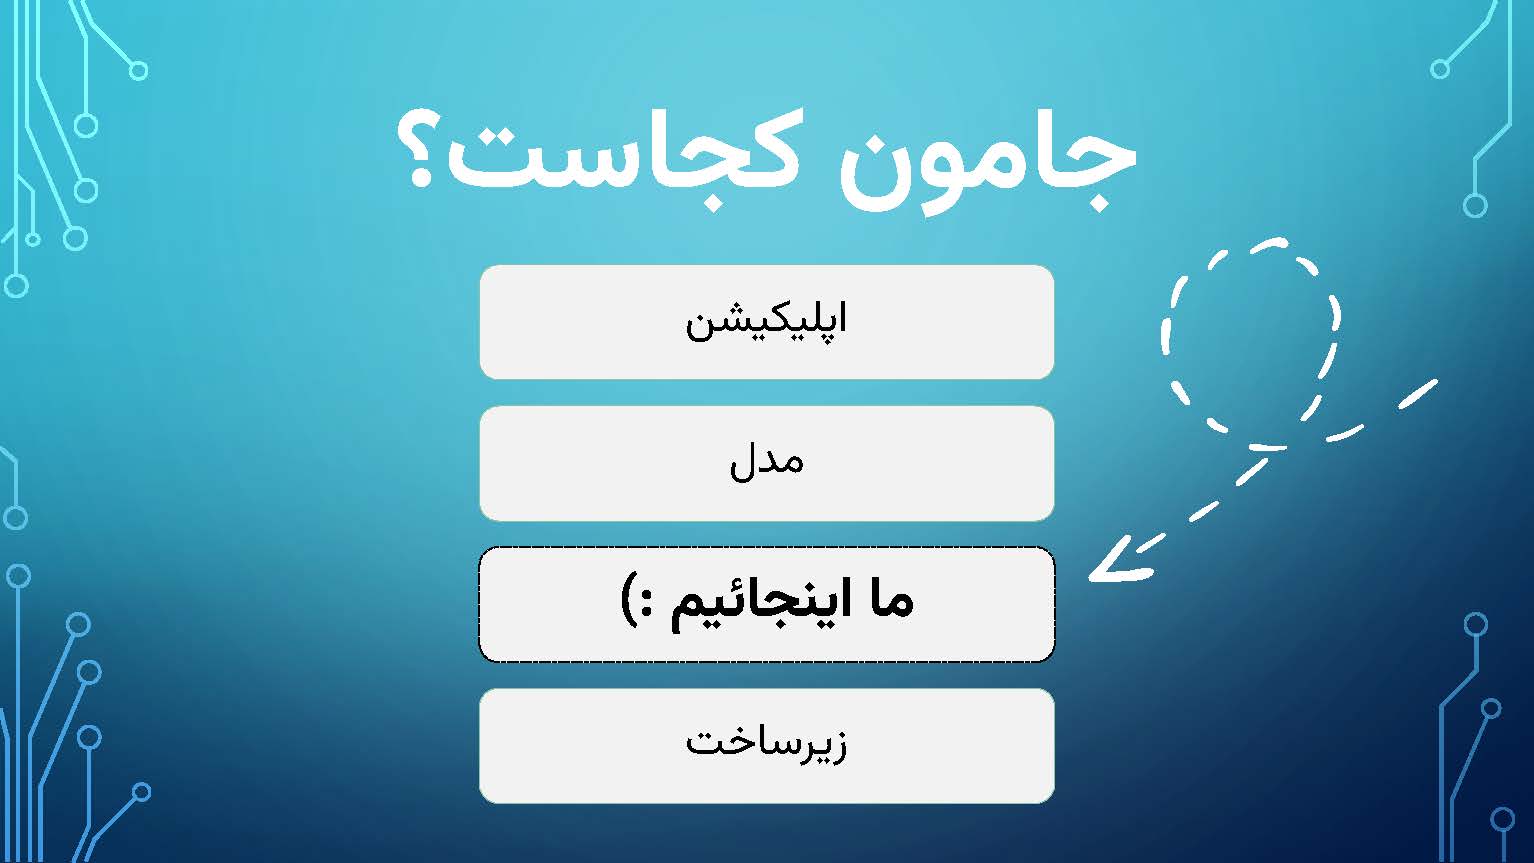 جامون کجاست؟
اپلیکیشن
مدل
ما اینجائیم :)
زیرساخت